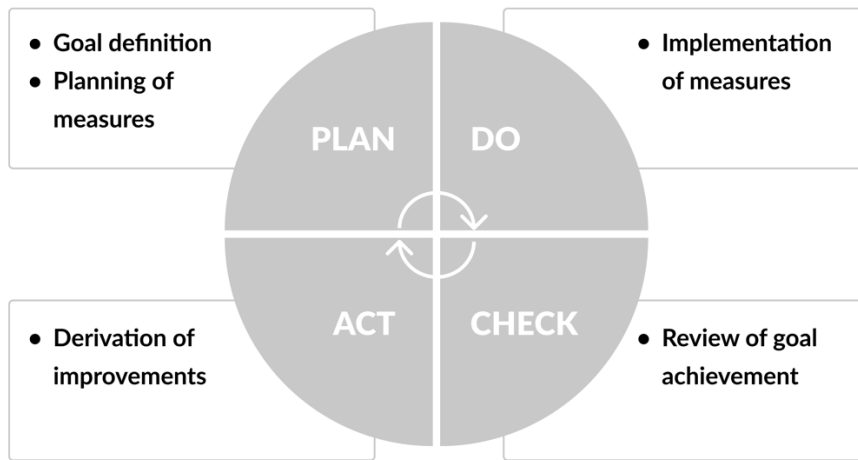 ● Goal definition
● Planning of
measures
● Implementation
of measures
PLAN
DO
ACT
CHECK
● Derivation of
improvements
● Review of goal
achievement